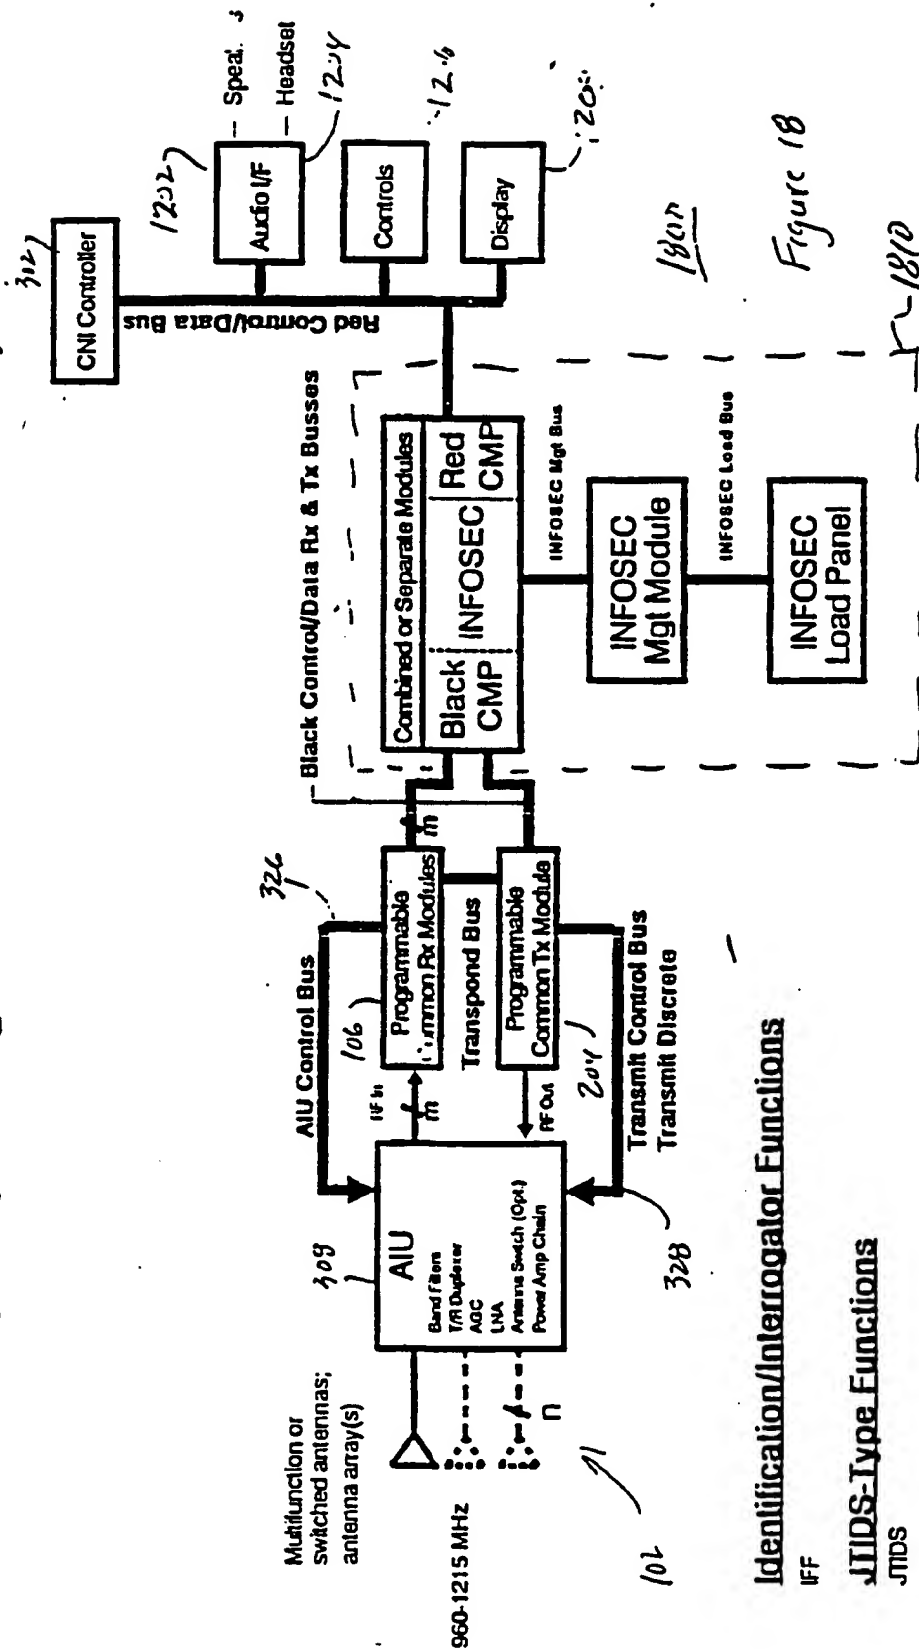 Multifunction or
switched antennas;
antenna array(s)
960-1215 MHz
n
102
309
AIU
Band Filters
T/R Duplexer
AGC
LNA
Antenna Switch (Opt.)
Power Amp Chain
AIU Control Bus
326
106
RF In
m
RF Out
Programmable
Common Rx Modules
Transpond Bus
Programmable
Common Tx Module
204
Transmit Control Bus
Transmit Discrete
328
m
Black Control/Data Rx & Tx Busses
Combined or Separate Modules
Black
CMP
INFOSEC
Red
CMP
INFOSEC Mgt Bus
INFOSEC
Mgt Module
INFOSEC Load Bus
INFOSEC
Load Panel
1810
Red Control/Data Bus
312
CNI Controller
1202
Audio I/F
Headset
1204
Controls
Display
Figure 18
Identification/Interrogator Functions
IFF
JTIDS-Type Functions
JTIDS